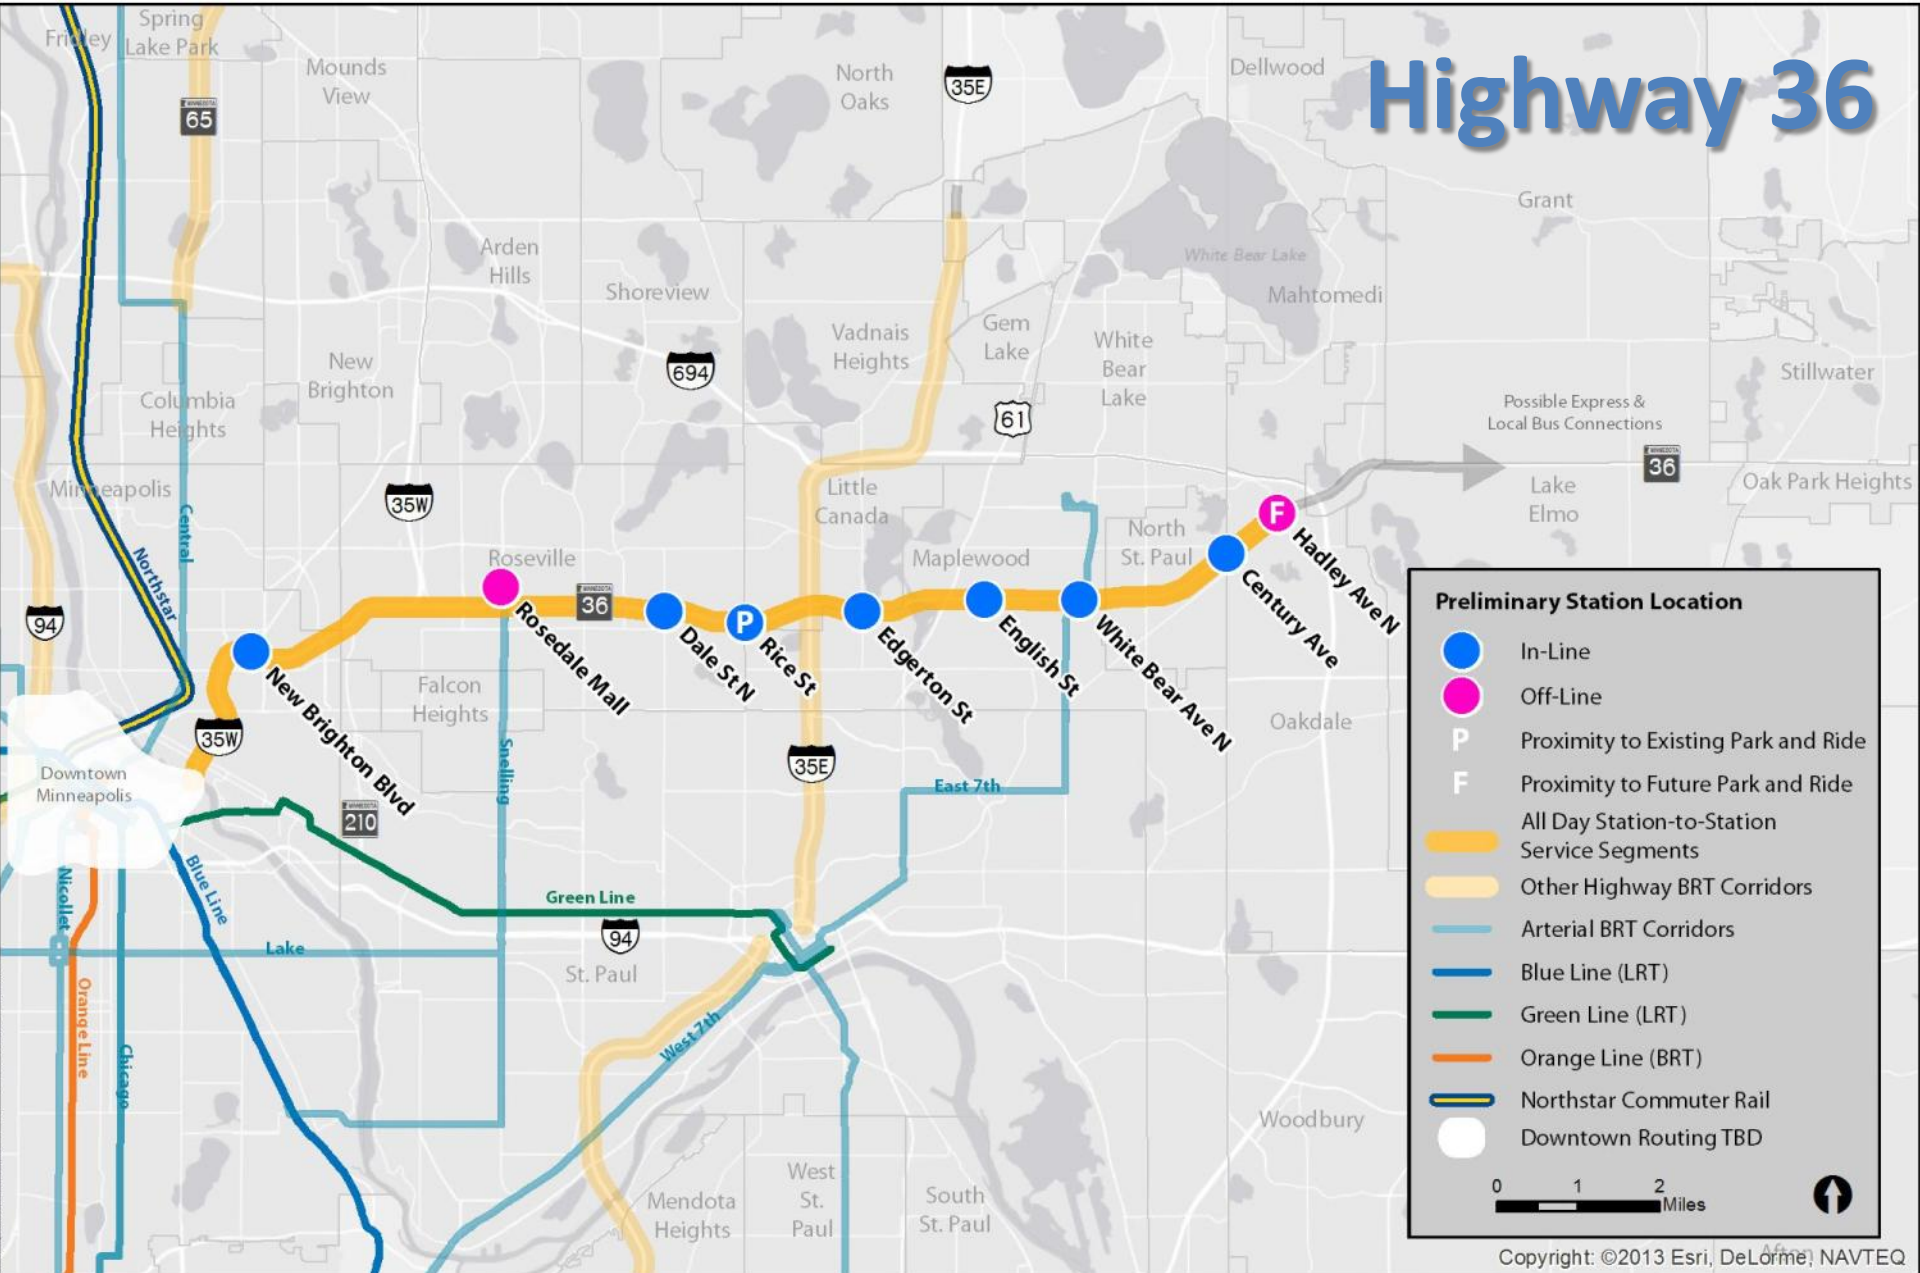 Highway 36
Fridley
Spring
Lake Park
Mounds
View
North
Oaks
35E
Dellwood
MINNESOTA
65
Grant
Arden
Hills
Shoreview
White Bear Lake
Mahtomedi
Vadnais
Heights
Gem
Lake
White
Bear
Lake
New
Brighton
694
Stillwater
Columbia
Heights
61
Possible Express &
Local Bus Connections
MINNESOTA
36
Minneapolis
35W
Little
Canada
Lake
Elmo
Oak Park Heights
Central
Northstar
Roseville
Maplewood
North
St. Paul
F
Hadley Ave N
94
MINNESOTA
36
P
New Brighton Blvd
Rosedale Mall
Dale St N
Rice St
Edgerton St
English St
White Bear Ave N
Century Ave
Falcon
Heights
Oakdale
35W
Snelling
35E
Downtown
Minneapolis
MINNESOTA
210
East 7th
Nicollet
Blue Line
Green Line
94
Lake
St. Paul
Orange Line
Chicago
West 7th
Woodbury
West
St.
Paul
Mendota
Heights
South
St. Paul
Afton
Preliminary Station Location
In-Line
Off-Line
P Proximity to Existing Park and Ride
F Proximity to Future Park and Ride
All Day Station-to-Station
Service Segments
Other Highway BRT Corridors
Arterial BRT Corridors
Blue Line (LRT)
Green Line (LRT)
Orange Line (BRT)
Northstar Commuter Rail
Downtown Routing TBD
0 1 2
Miles
Copyright: ©2013 Esri, DeLorme, NAVTEQ